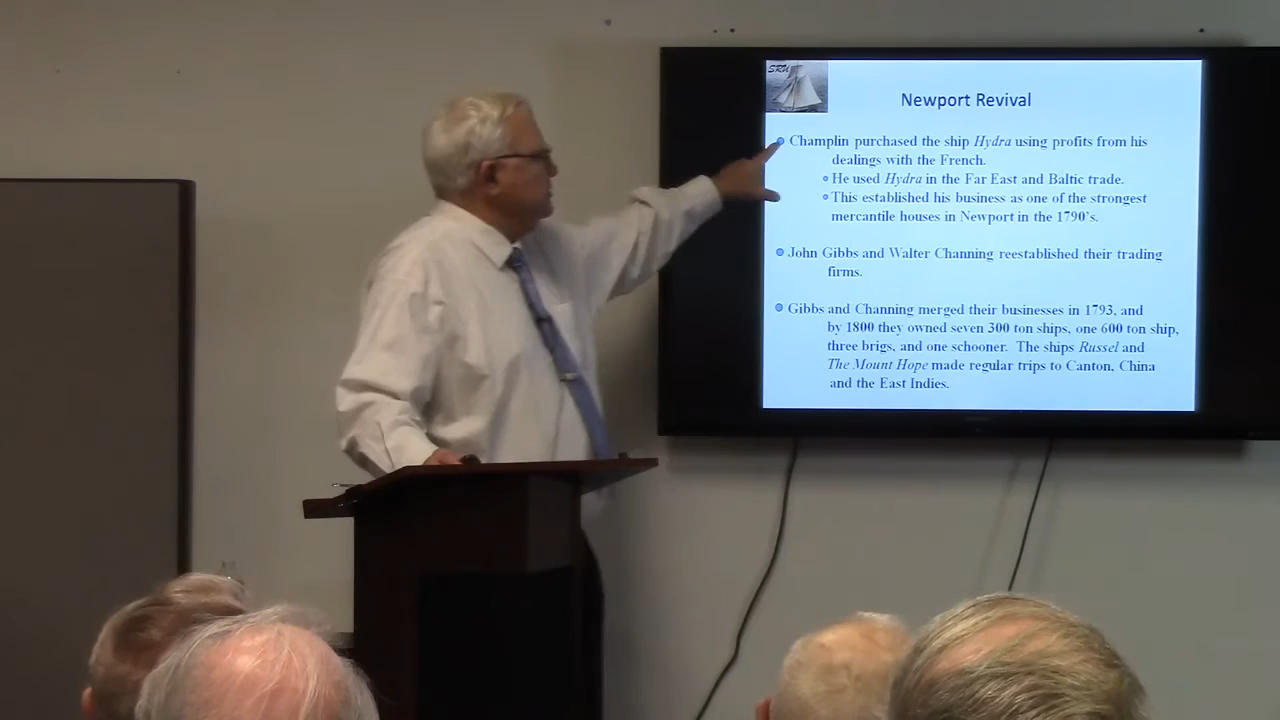 SRU
Newport Revival
Champlin purchased the ship Hydra using profits from his
dealings with the French.
He used Hydra in the Far East and Baltic trade.
This established his business as one of the strongest
mercantile houses in Newport in the 1790's.
John Gibbs and Walter Channing reestablished their trading
firms.
Gibbs and Channing merged their businesses in 1793, and
by 1800 they owned seven 300 ton ships, one 600 ton ship,
three brigs, and one schooner. The ships Russel and
The Mount Hope made regular trips to Canton, China
and the East Indies.